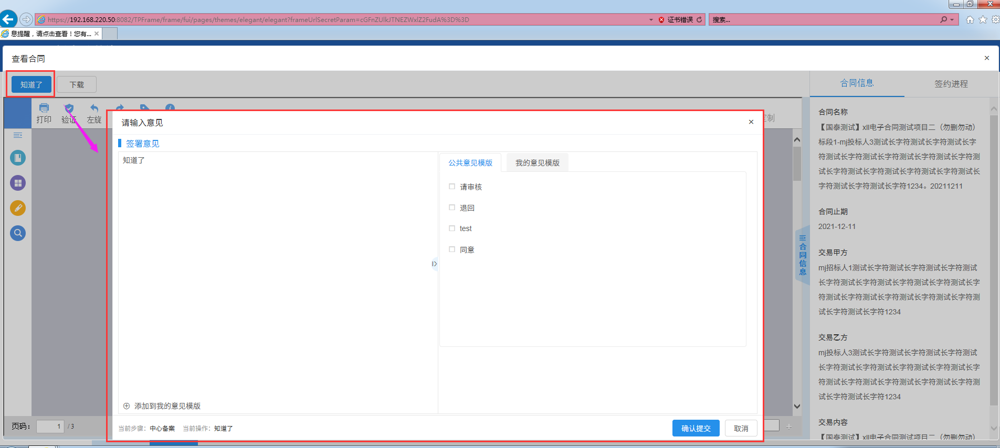 https://192.168.220.50:8082/TPFrame/frame/fui/pages/themes/elegant/elegant?frameUrlSecretParam=cGFnZUlkJTNEZWxlZ2FudA%3D%3D
证书错误
搜索...
息提醒，请点击查看！您有...
查看合同
知道了
下载
合同信息
签约进程
打印
验证
左旋
制
请输入意见
签署意见
知道了
公共意见模版
我的意见模版
请审核
退回
test
同意
添加到我的意见模版
当前步骤：中心备案
当前操作：知道了
确认提交
取消
页码：
1
/ 3
合同信息
合同名称
【国泰测试】xll电子合同测试项目二（勿删勿动）
标段1-mj投标人3测试长字符测试长字符测试长字
符测试长字符测试长字符测试长字符测试长字符测
试长字符测试长字符测试长字符测试长字符测试长
字符测试长字符测试长字符1234。20211211
合同止期
2021-12-11
交易甲方
mj招标人1测试长字符测试长字符测试长字符测试
长字符测试长字符测试长字符测试长字符测试长字
符测试长字符测试长字符测试长字符测试长字符测
试长字符测试长字符1234
交易乙方
mj投标人3测试长字符测试长字符测试长字符测试
长字符测试长字符测试长字符测试长字符测试长字
符测试长字符测试长字符测试长字符测试长字符测
试长字符测试长字符1234
交易内容
【国泰测试】xll电子合同测试项目二（勿删勿动）